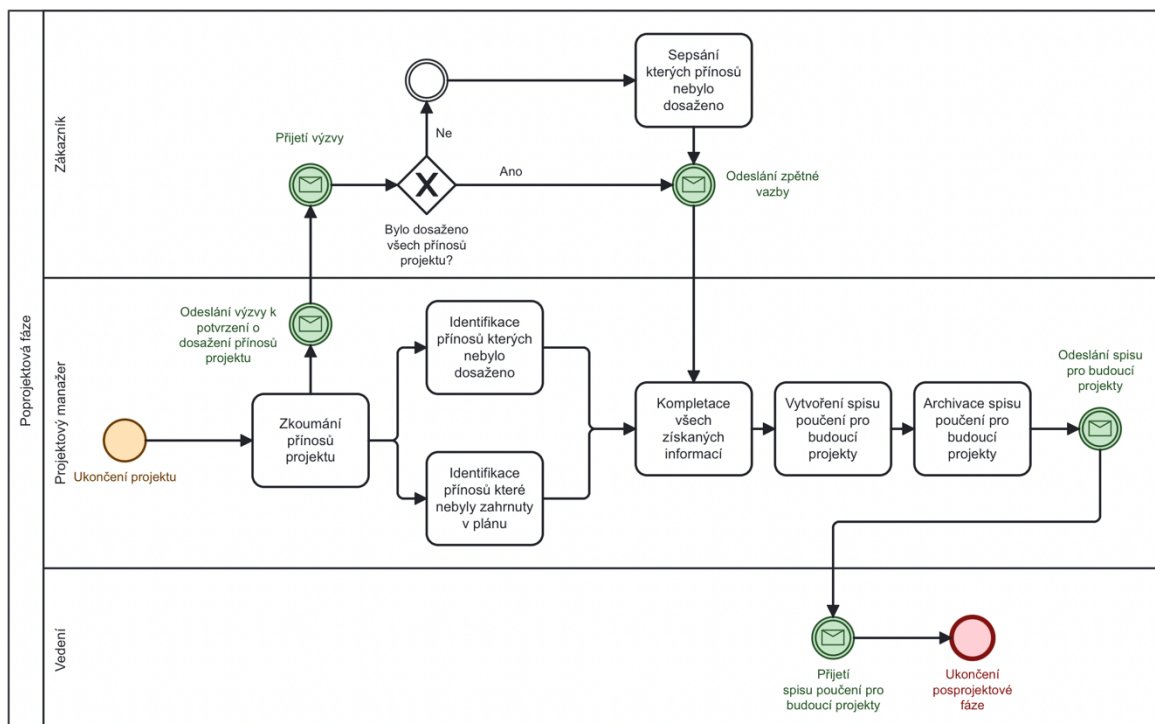 Poprojektová fáze
Zákazník
Sepsání
kterých přínosů
nebylo
dosaženo
Přijetí výzvy
Ne
Ano
Odeslání zpětné
vazby
Bylo dosaženo
všech přínosů
projektu?
Projektový manažer
Odeslání výzvy k
potvrzení o
dosažení přínosů
projektu
Identifikace
přínosů kterých
nebylo
dosaženo
Odeslání spisu
pro budoucí
projekty
Ukončení projektu
Zkoumání
přínosů
projektu
Identifikace
přínosů které
nebyly zahrnuty
v plánu
Kompletace
všech
získaných
informací
Vytvoření spisu
poučení pro
budoucí
projekty
Archivace spisu
poučení pro
budoucí
projekty
Vedení
Přijetí
spisu poučení pro
budoucí projekty
Ukončení
posprojektové
fáze